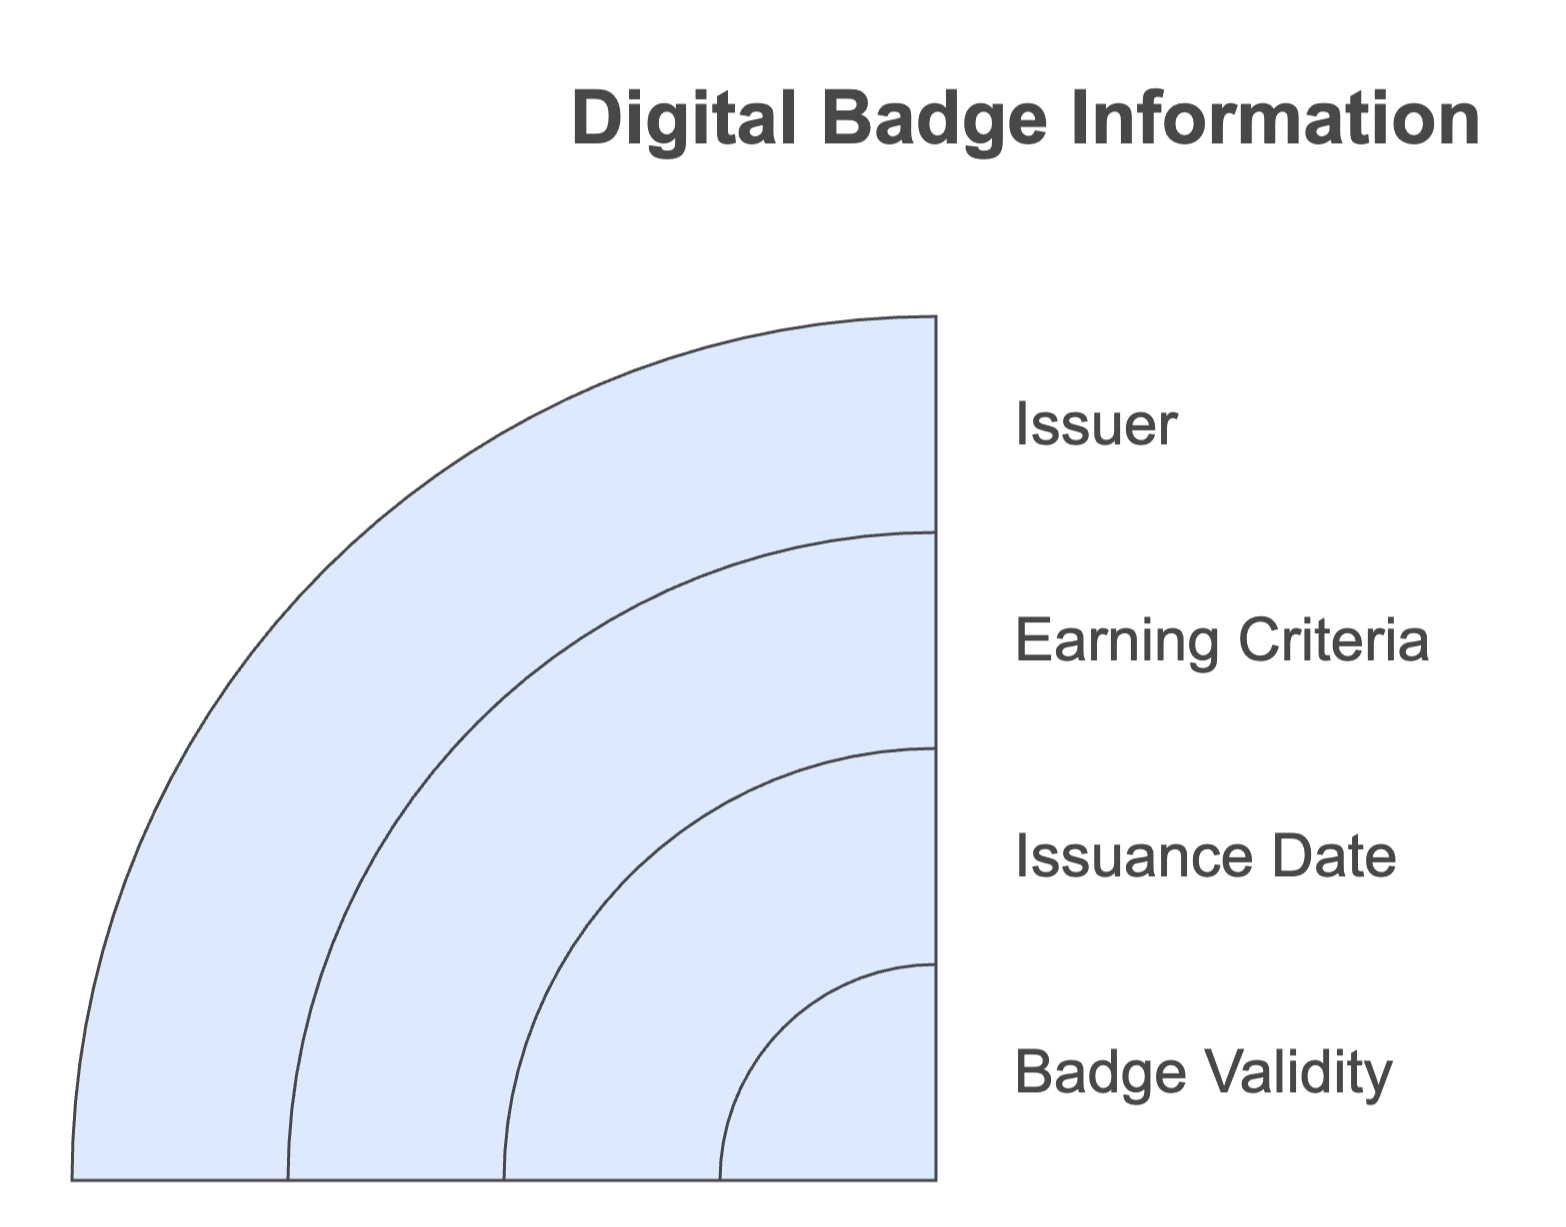 Digital Badge Information
Issuer
Earning Criteria
Issuance Date
Badge Validity